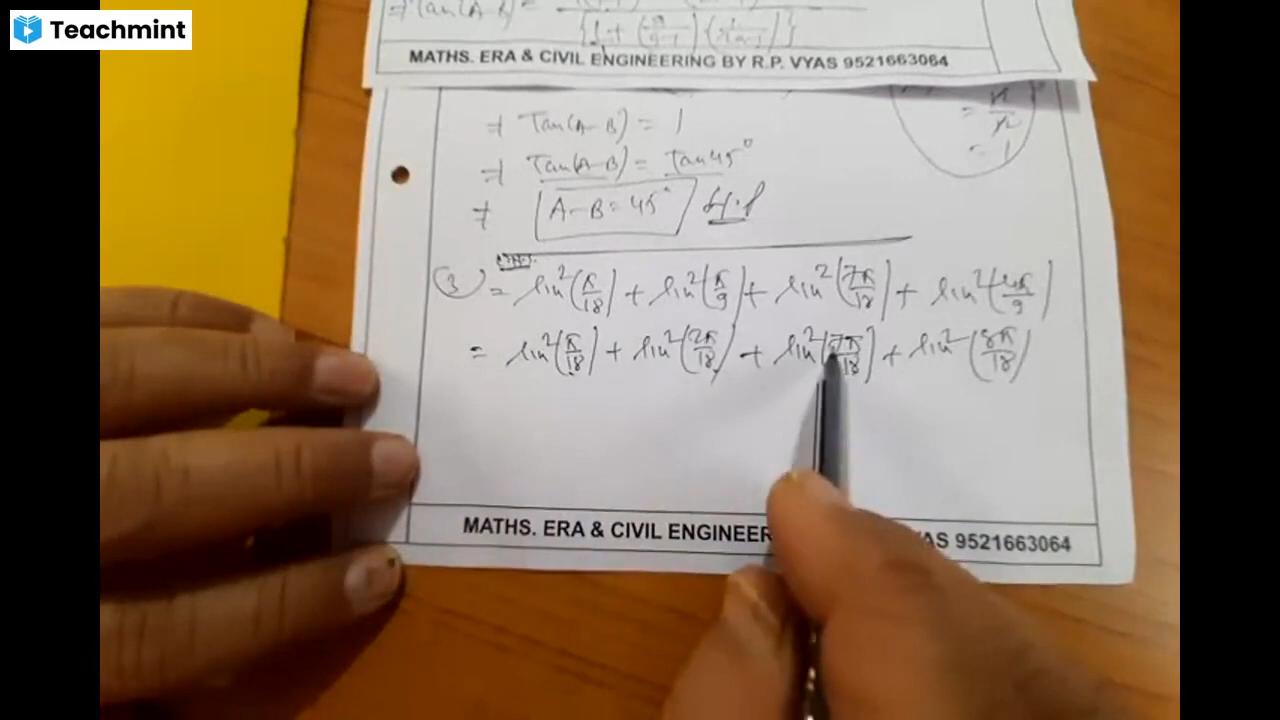 Teachmint
⇒ Tan(A-B) =
MATHS. ERA & CIVIL ENGINEERING BY R.P. VYAS 9521663064
⇒ Tan(A-B) = 1
⇒ Tan(A-B) = Tan45°
⇒ A-B = 45° H.P
= 1
(3) = sin²(π/18) + sin²(π/9) + sin²(7π/18) + sin²(4π/9)
= sin²(π/18) + sin²(2π/18) + sin²(7π/18) + sin²(8π/18)
MATHS. ERA & CIVIL ENGINEER YAS 9521663064